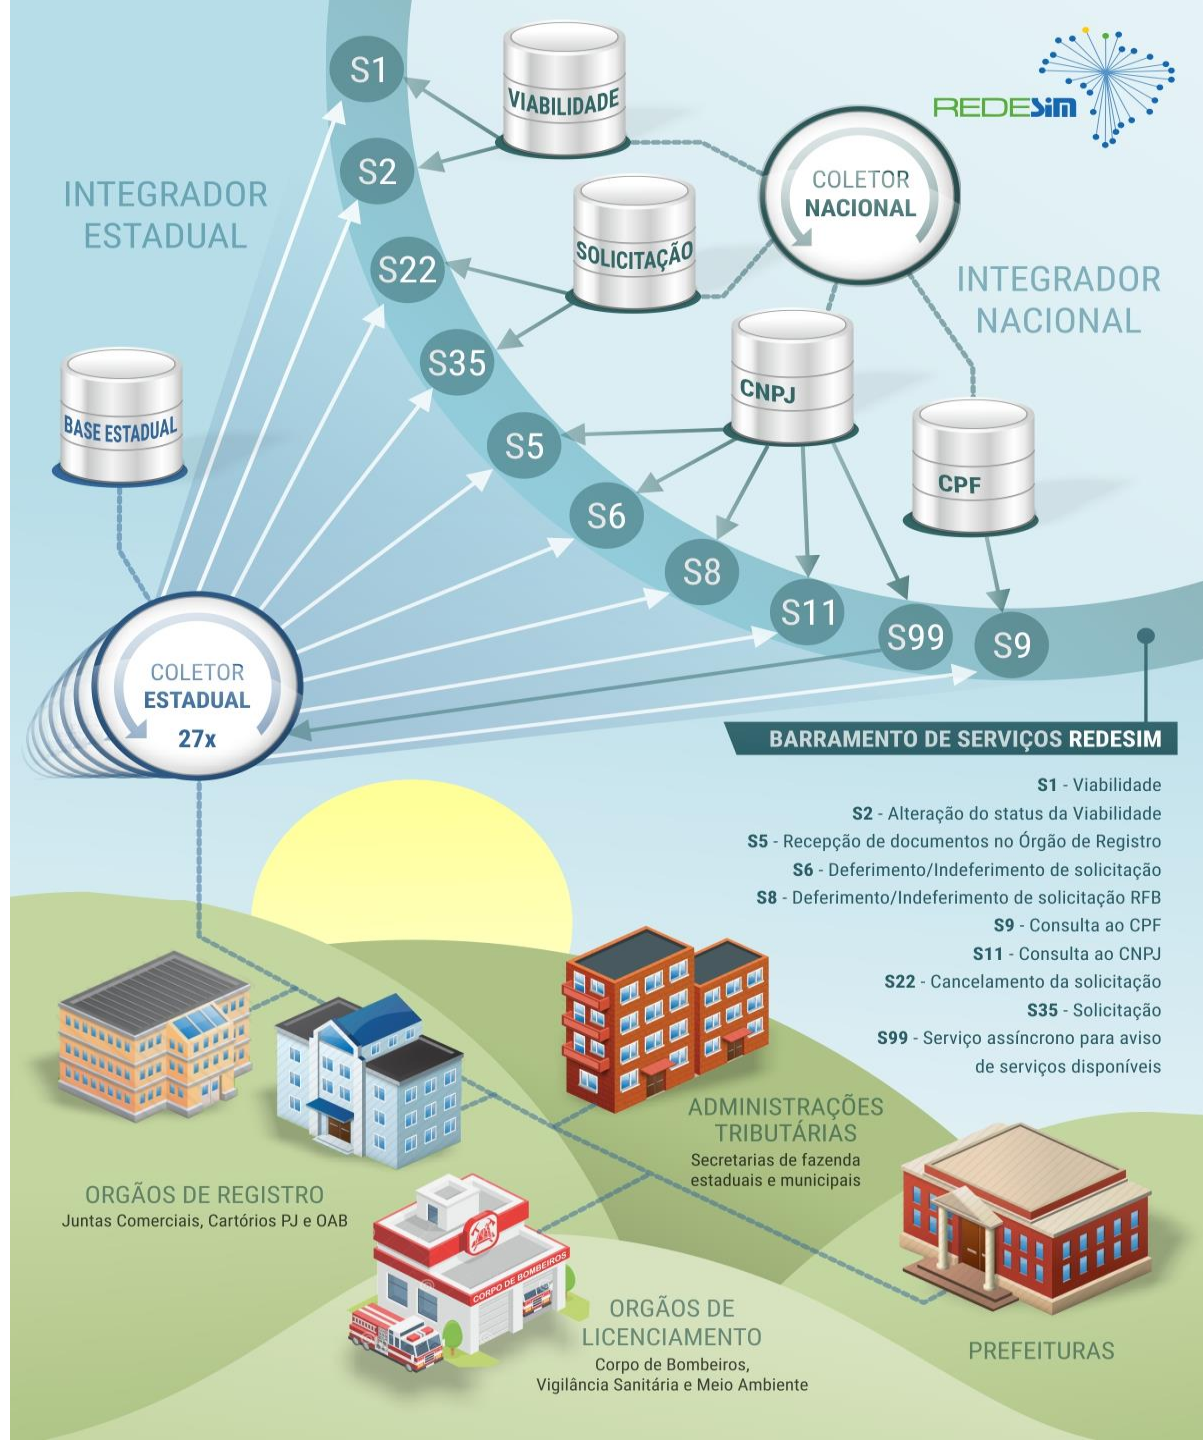 REDESIM
INTEGRADOR
ESTADUAL
S1
VIABILIDADE
S2
COLETOR
NACIONAL
SOLICITAÇÃO
S22
INTEGRADOR
NACIONAL
S35
CNPJ
BASE ESTADUAL
S5
CPF
S6
S8
S11
S99
S9
COLETOR
ESTADUAL
27x
BARRAMENTO DE SERVIÇOS REDESIM
S1 - Viabilidade
S2 - Alteração do status da Viabilidade
S5 - Recepção de documentos no Órgão de Registro
S6 - Deferimento/Indeferimento de solicitação
S8 - Deferimento/Indeferimento de solicitação RFB
S9 - Consulta ao CPF
S11 - Consulta ao CNPJ
S22 - Cancelamento da solicitação
S35 - Solicitação
S99 - Serviço assíncrono para aviso
de serviços disponíveis
ADMINISTRAÇÕES
TRIBUTÁRIAS
Secretarias de fazenda
estaduais e municipais
ORGÃOS DE REGISTRO
Juntas Comerciais, Cartórios PJ e OAB
CORPO DE BOMBEIROS
ORGÃOS DE
LICENCIAMENTO
Corpo de Bombeiros,
Vigilância Sanitária e Meio Ambiente
PREFEITURAS